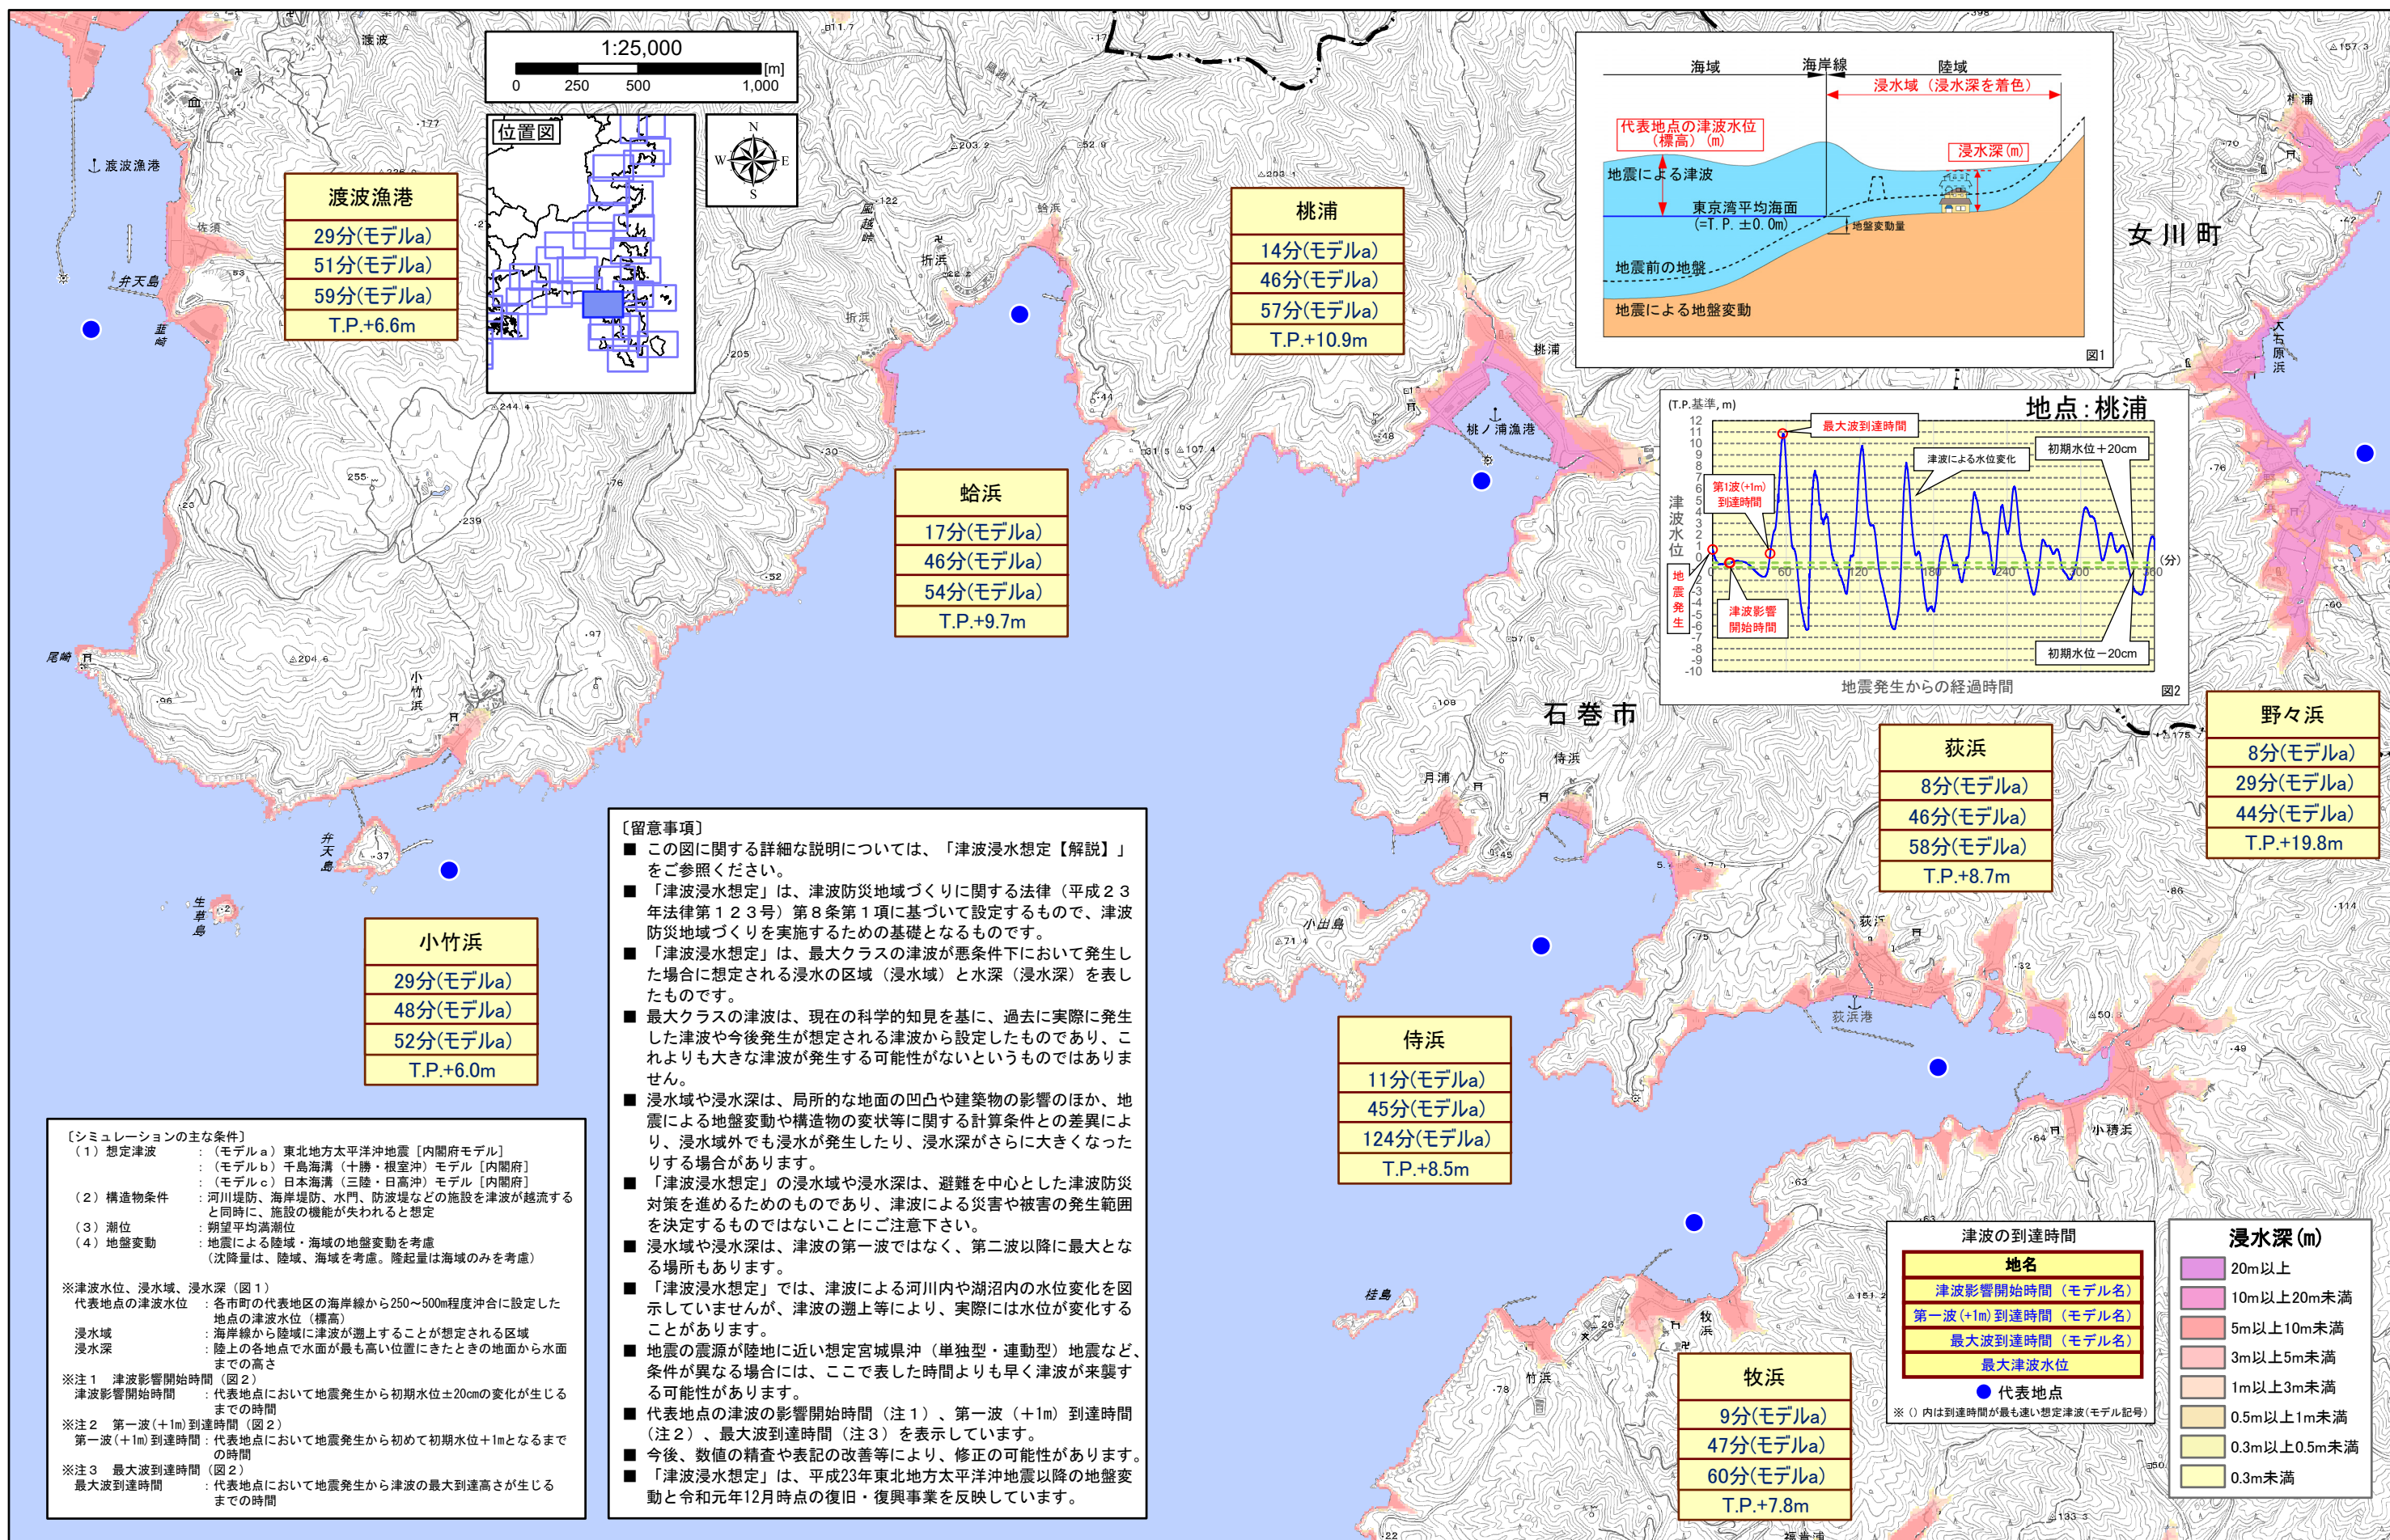 1:25,000
[m]
0 250 500 1,000
位置図
N
W E
S
渡波
渡波漁港
佐須
弁天島
渡波漁港
29分(モデルa)
51分(モデルa)
59分(モデルa)
T.P.+6.6m
風越トンネル
風越峠
蛤浜
折浜
折浜
桃浦
14分(モデルa)
46分(モデルa)
57分(モデルa)
T.P.+10.9m
桃浦
桃ノ浦漁港
海域 海岸線 陸域
浸水域(浸水深を着色)
代表地点の津波水位
(標高)(m)
浸水深(m)
地震による津波
東京湾平均海面
(=T.P.±0.0m)
地盤変動量
地震前の地盤
地震による地盤変動
図1
桃浦
女川町
大石原浜
(T.P.基準,m)
地点:桃浦
最大波到達時間
初期水位+20cm
津波による水位変化
第1波(+1m)
到達時間
津波水位
地震発生
津波影響
開始時間
初期水位-20cm
(分)
地震発生からの経過時間
図2
蛤浜
17分(モデルa)
46分(モデルa)
54分(モデルa)
T.P.+9.7m
尾崎
小竹浜
弁天島
生草島
小竹浜
29分(モデルa)
48分(モデルa)
52分(モデルa)
T.P.+6.0m
石巻市
月浦
侍浜
小出島
荻浜
8分(モデルa)
46分(モデルa)
58分(モデルa)
T.P.+8.7m
野々浜
8分(モデルa)
29分(モデルa)
44分(モデルa)
T.P.+19.8m
荻浜
荻浜港
小積浜
侍浜
11分(モデルa)
45分(モデルa)
124分(モデルa)
T.P.+8.5m
桂島
竹浜
牧浜
牧浜
9分(モデルa)
47分(モデルa)
60分(モデルa)
T.P.+7.8m
福貴浦
〔留意事項〕
■ この図に関する詳細な説明については、「津波浸水想定【解説】」
をご参照ください。
■ 「津波浸水想定」は、津波防災地域づくりに関する法律(平成23
年法律第123号)第8条第1項に基づいて設定するもので、津波
防災地域づくりを実施するための基礎となるものです。
■ 「津波浸水想定」は、最大クラスの津波が悪条件下において発生し
た場合に想定される浸水の区域(浸水域)と水深(浸水深)を表し
たものです。
■ 最大クラスの津波は、現在の科学的知見を基に、過去に実際に発生
した津波や今後発生が想定される津波から設定したものであり、こ
れよりも大きな津波が発生する可能性がないというものではありま
せん。
■ 浸水域や浸水深は、局所的な地面の凹凸や建築物の影響のほか、地
震による地盤変動や構造物の変状等に関する計算条件との差異によ
り、浸水域外でも浸水が発生したり、浸水深がさらに大きくなった
りする場合があります。
■ 「津波浸水想定」の浸水域や浸水深は、避難を中心とした津波防災
対策を進めるためのものであり、津波による災害や被害の発生範囲
を決定するものではないことにご注意下さい。
■ 浸水域や浸水深は、津波の第一波ではなく、第二波以降に最大とな
る場所もあります。
■ 「津波浸水想定」では、津波による河川内や湖沼内の水位変化を図
示していませんが、津波の遡上等により、実際には水位が変化する
ことがあります。
■ 地震の震源が陸地に近い想定宮城県沖(単独型・連動型)地震など、
条件が異なる場合には、ここで表した時間よりも早く津波が来襲す
る可能性があります。
■ 代表地点の津波の影響開始時間(注1)、第一波(+1m)到達時間
(注2)、最大波到達時間(注3)を表示しています。
■ 今後、数値の精査や表記の改善等により、修正の可能性があります。
■ 「津波浸水想定」は、平成23年東北地方太平洋沖地震以降の地盤変
動と令和元年12月時点の復旧・復興事業を反映しています。
〔シミュレーションの主な条件〕
(1)想定津波 :(モデルa)東北地方太平洋沖地震[内閣府モデル]
:(モデルb)千島海溝(十勝・根室沖)モデル[内閣府]
:(モデルc)日本海溝(三陸・日高沖)モデル[内閣府]
(2)構造物条件 :河川堤防、海岸堤防、水門、防波堤などの施設を津波が越流する
と同時に、施設の機能が失われると想定
(3)潮位 :朔望平均満潮位
(4)地盤変動 :地震による陸域・海域の地盤変動を考慮
(沈降量は、陸域、海域を考慮。隆起量は海域のみを考慮)
※津波水位、浸水域、浸水深(図1)
代表地点の津波水位 :各市町の代表地区の海岸線から250~500m程度沖合に設定した
地点の津波水位(標高)
浸水域 :海岸線から陸域に津波が遡上することが想定される区域
浸水深 :陸上の各地点で水面が最も高い位置にきたときの地面から水面
までの高さ
※注1 津波影響開始時間(図2)
津波影響開始時間 :代表地点において地震発生から初期水位±20cmの変化が生じる
までの時間
※注2 第一波(+1m)到達時間(図2)
第一波(+1m)到達時間:代表地点において地震発生から初めて初期水位+1mとなるまで
の時間
※注3 最大波到達時間(図2)
最大波到達時間 :代表地点において地震発生から津波の最大到達高さが生じる
までの時間
津波の到達時間
地名
津波影響開始時間(モデル名)
第一波(+1m)到達時間(モデル名)
最大波到達時間(モデル名)
最大津波水位
代表地点
※()内は到達時間が最も速い想定津波(モデル記号)
浸水深(m)
20m以上
10m以上20m未満
5m以上10m未満
3m以上5m未満
1m以上3m未満
0.5m以上1m未満
0.3m以上0.5m未満
0.3m未満